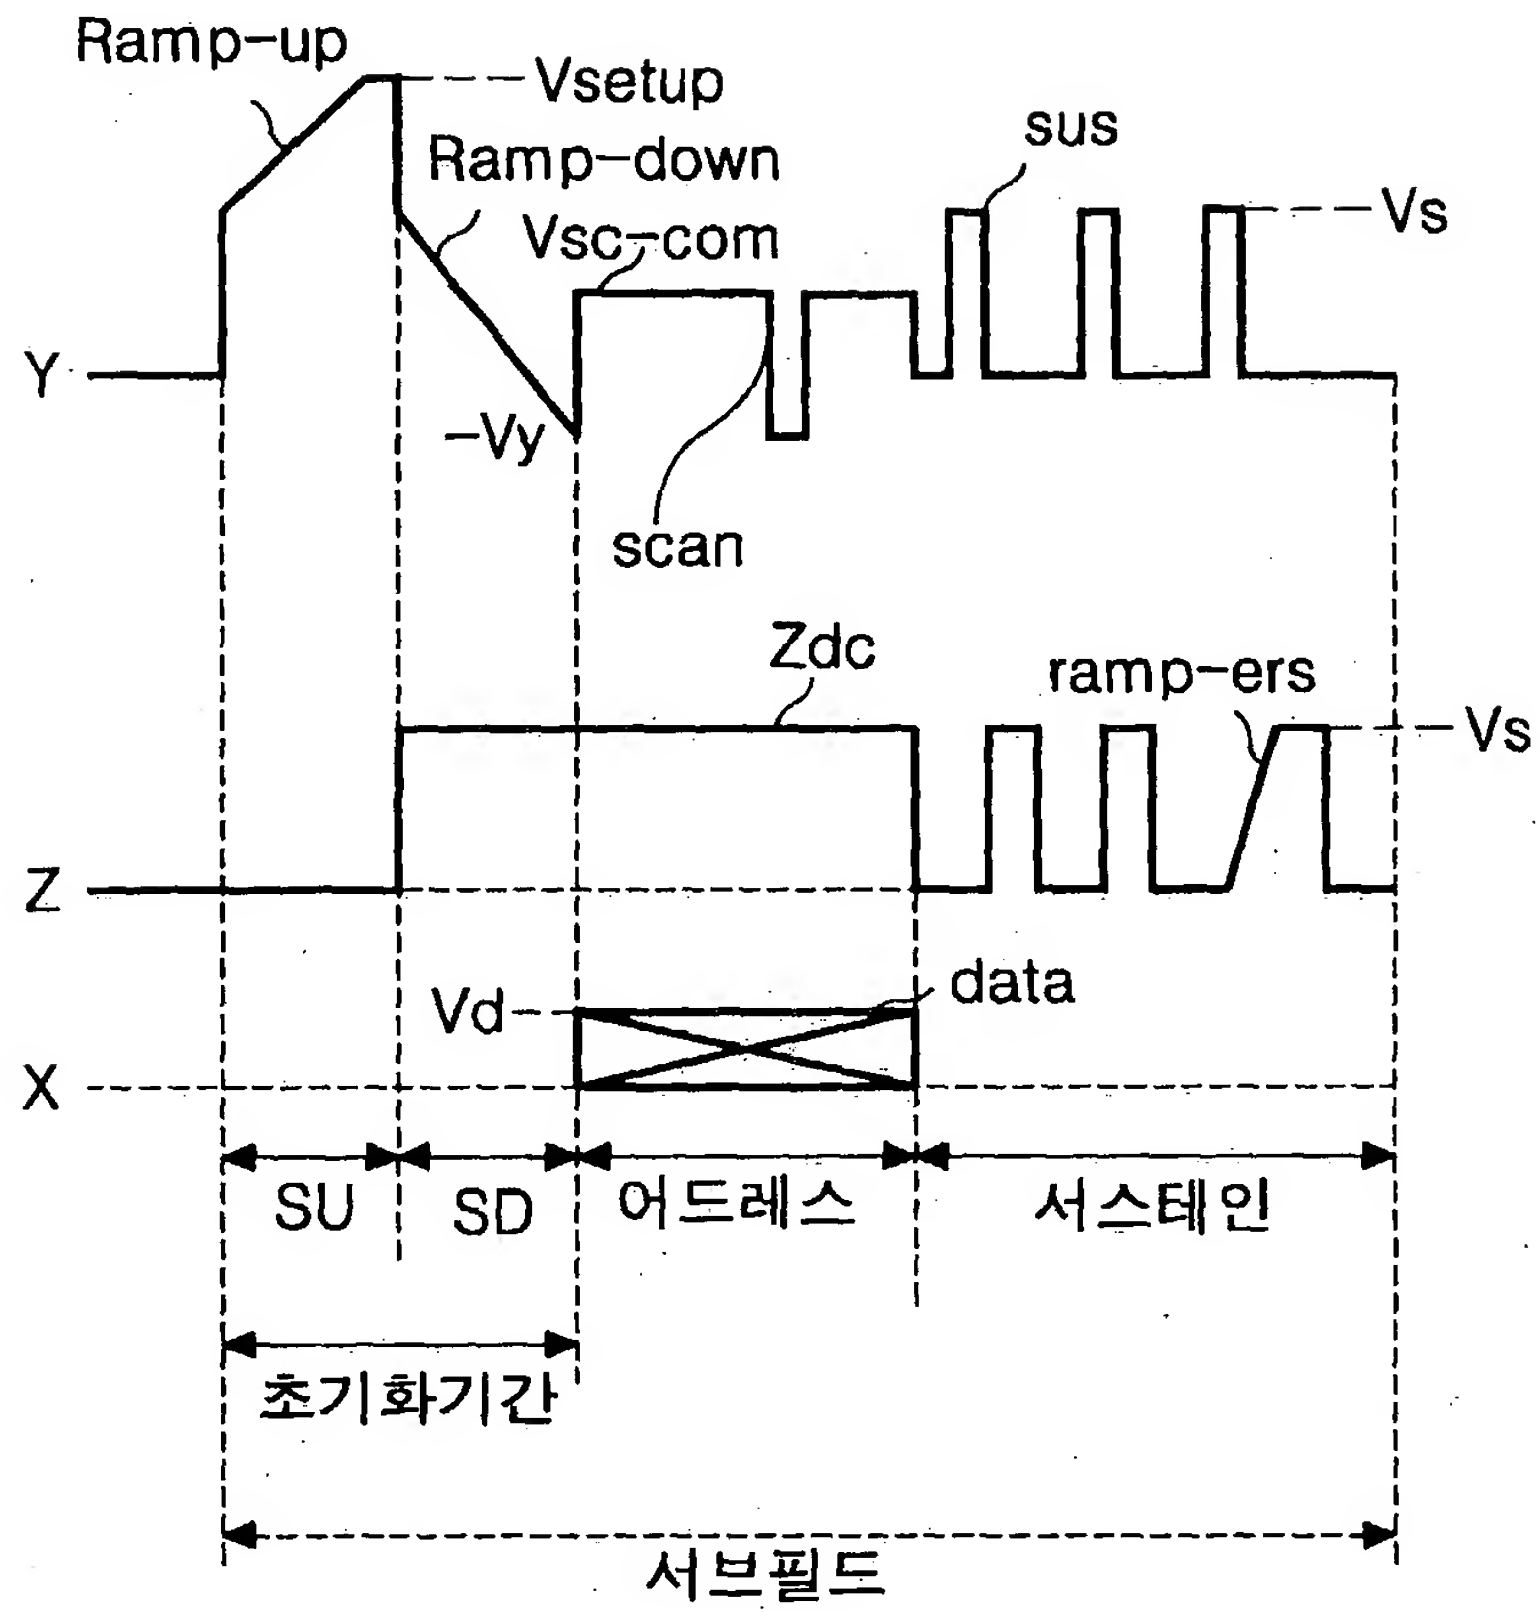 Ramp-up
Vsetup
sus
Ramp-down
Vs
Vsc-com
Y
-Vy
scan
Zdc
ramp-ers
Vs
Z
data
Vd
X
SU
SD
어드레스
서스테인
초기화기간
서브필드